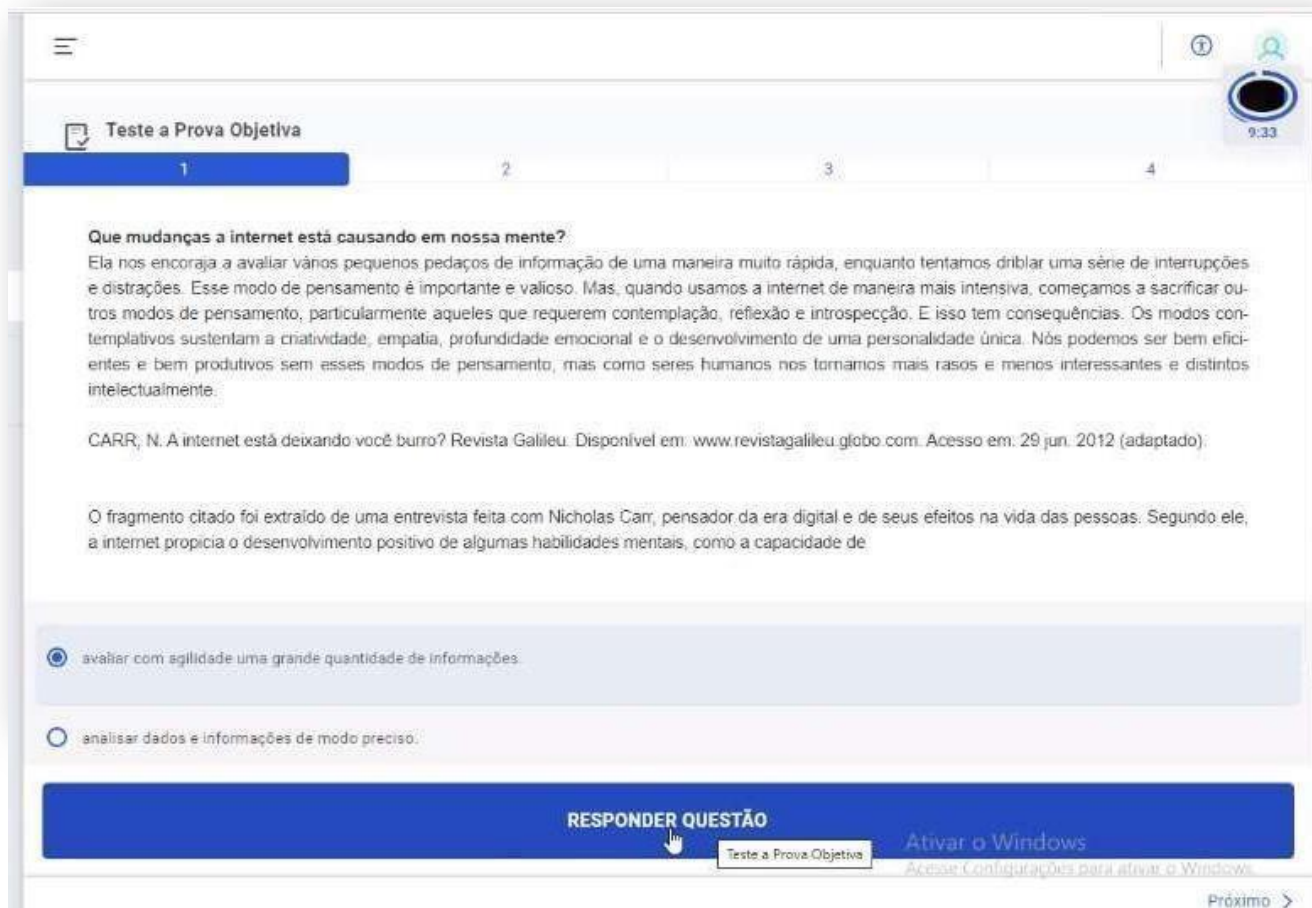 Teste a Prova Objetiva
9:33
1 2 3 4
Que mudanças a internet está causando em nossa mente?
Ela nos encoraja a avaliar vários pequenos pedaços de informação de uma maneira muito rápida, enquanto tentamos driblar uma série de interrupções
e distrações. Esse modo de pensamento é importante e valioso. Mas, quando usamos a internet de maneira mais intensiva, começamos a sacrificar ou-
tros modos de pensamento, particularmente aqueles que requerem contemplação, reflexão e introspecção. E isso tem consequências. Os modos con-
templativos sustentam a criatividade, empatia, profundidade emocional e o desenvolvimento de uma personalidade única. Nós podemos ser bem efici-
entes e bem produtivos sem esses modos de pensamento, mas como seres humanos nos tornamos mais rasos e menos interessantes e distintos
intelectualmente.
CARR, N. A internet está deixando você burro? Revista Galileu. Disponível em: www.revistagalileu.globo.com. Acesso em: 29 jun. 2012 (adaptado).
O fragmento citado foi extraído de uma entrevista feita com Nicholas Carr, pensador da era digital e de seus efeitos na vida das pessoas. Segundo ele,
a internet propicia o desenvolvimento positivo de algumas habilidades mentais, como a capacidade de
avaliar com agilidade uma grande quantidade de informações.
analisar dados e informações de modo preciso.
RESPONDER QUESTÃO
Teste a Prova Objetiva
Ativar o Windows
Acesse Configurações para ativar o Windows.
Próximo >